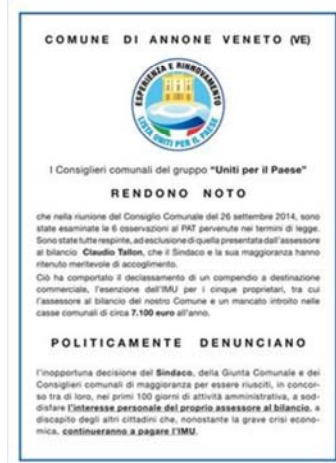 COMUNE DI ANNONE VENETO (VE)
ESPERIENZA E RINNOVAMENTO
LISTA UNITI PER IL PAESE
I Consiglieri comunali del gruppo "Uniti per il Paese"
RENDONO NOTO
che nella riunione del Consiglio Comunale del 26 settembre 2014, sono
state esaminate le 6 osservazioni al PAT pervenute nei termini di legge.
Sono state tutte respinte, ad esclusione di quella presentata dall'assessore
al bilancio Claudio Tallon, che il Sindaco e la sua maggioranza hanno
ritenuto meritevole di accoglimento.
Ciò ha comportato il declassamento di un compendio a destinazione
commerciale, l'esenzione dell'IMU per i cinque proprietari, tra cui
l'assessore al bilancio del nostro Comune e un mancato introito nelle
casse comunali di circa 7.100 euro all'anno.
POLITICAMENTE DENUNCIANO
l'inopportuna decisione del Sindaco, della Giunta Comunale e dei
Consiglieri comunali di maggioranza per essere riusciti, in concor-
so tra di loro, nei primi 100 giorni di attività amministrativa, a sod-
disfare l'interesse personale del proprio assessore al bilancio, a
discapito degli altri cittadini che, nonostante la grave crisi econo-
mica, continueranno a pagare l'IMU.